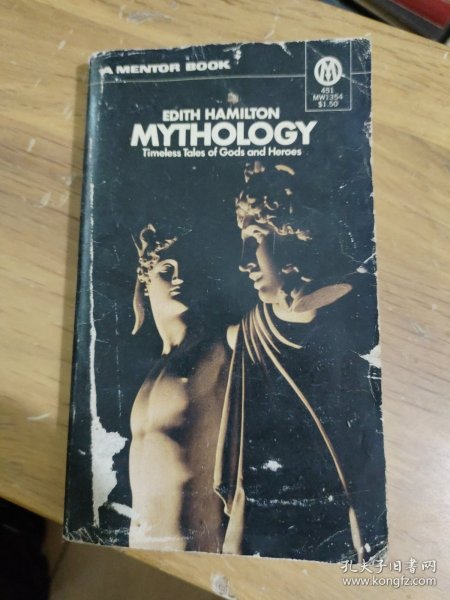 A MENTOR BOOK
M
451
MW1354
$1.50
EDITH HAMILTON
MYTHOLOGY
Timeless Tales of Gods and Heroes
孔夫子旧书网
www.kongfz.com